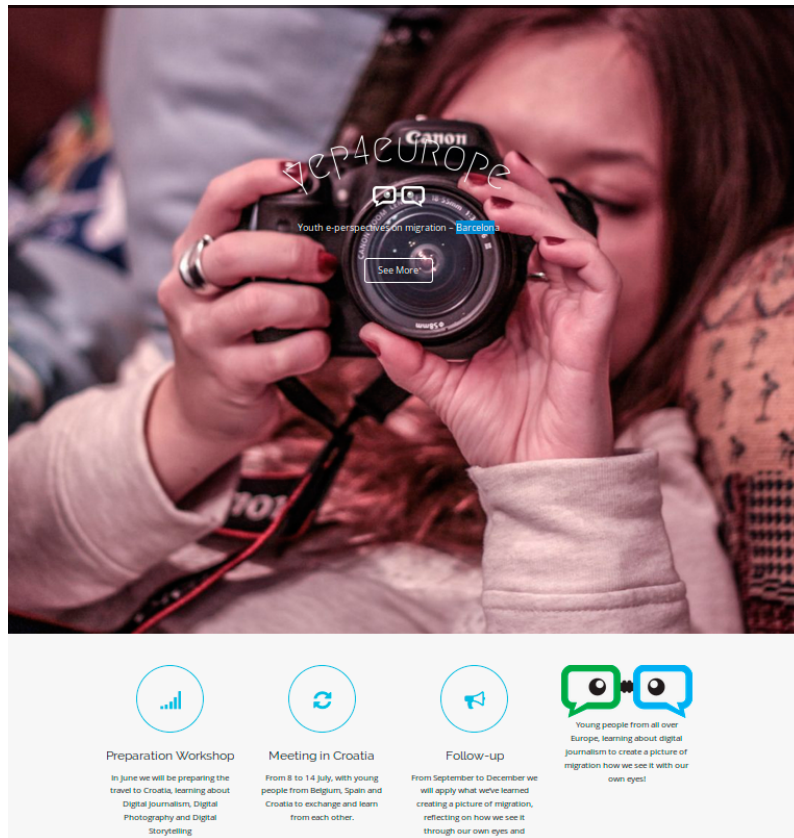 Canon
yep4europe
Youth e-perspectives on migration – Barcelona
See More
Preparation Workshop
In June we will be preparing the
travel to Croatia, learning about
Digital Journalism, Digital
Photography and Digital
Storytelling
Meeting in Croatia
From 8 to 14 July, with young
people from Belgium, Spain and
Croatia to exchange and learn
from each other.
Follow-up
From September to December we
will apply what we've learned
creating a picture of migration,
reflecting on how we see it
through our own eyes and
Young people from all over
Europe, learning about digital
journalism to create a picture of
migration how we see it with our
own eyes!